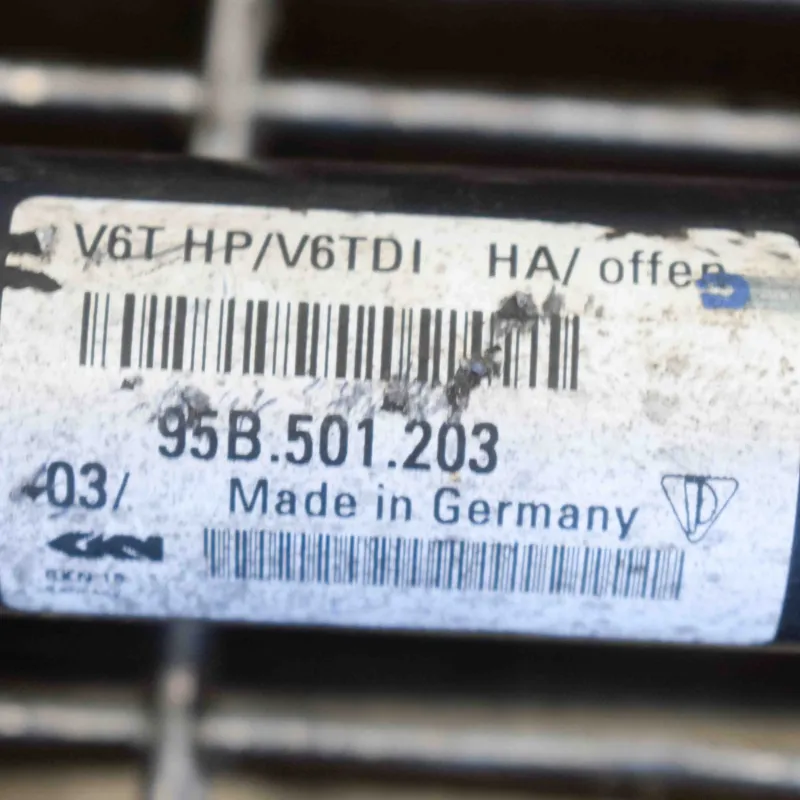 V6T HP/V6TDI HA/ offen
95B.501.203
03/ Made in Germany
GKN